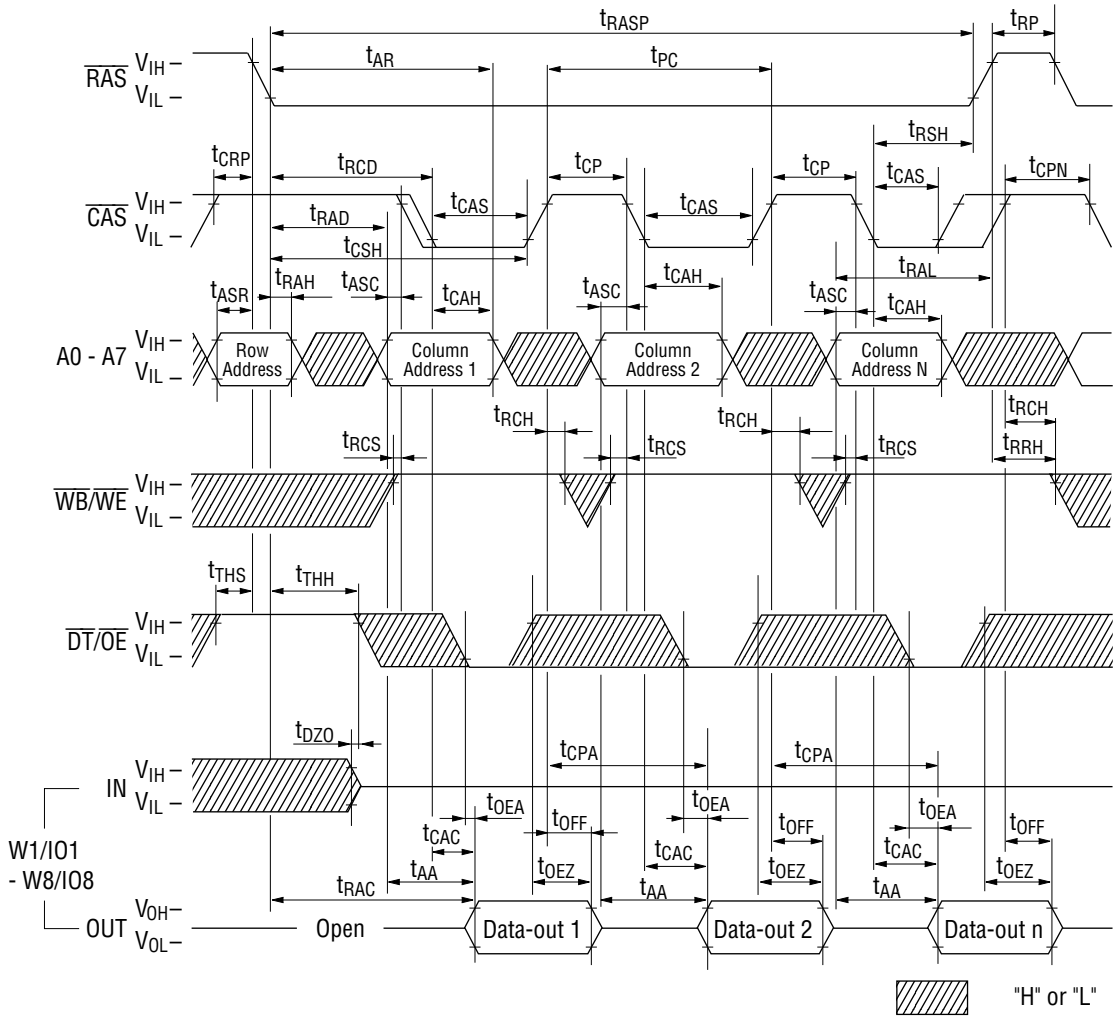 tRASP
tRP
tAR
tPC
RAS
VIH
VIL
tRSH
tCRP
tRCD
tCP
tCP
tCAS
tCPN
tCAS
tCAS
CAS
VIH
VIL
tRAD
tCSH
tRAL
tASR
tRAH
tASC
tCAH
tASC
tCAH
tASC
tCAH
A0 - A7
VIH
VIL
Row Address
Column Address 1
Column Address 2
Column Address N
tRCH
tRCH
tRCH
tRCS
tRCS
tRCS
tRRH
WB/WE
VIH
VIL
tTHS
tTHH
DT/OE
VIH
VIL
tDZO
tCPA
tCPA
IN
VIH
VIL
tOEA
tOEA
tOEA
W1/IO1
- W8/IO8
tCAC
tOFF
tCAC
tOFF
tCAC
tOFF
tAA
tOEZ
tAA
tOEZ
tAA
tOEZ
tRAC
OUT
VOH
VOL
Open
Data-out 1
Data-out 2
Data-out n
"H" or "L"